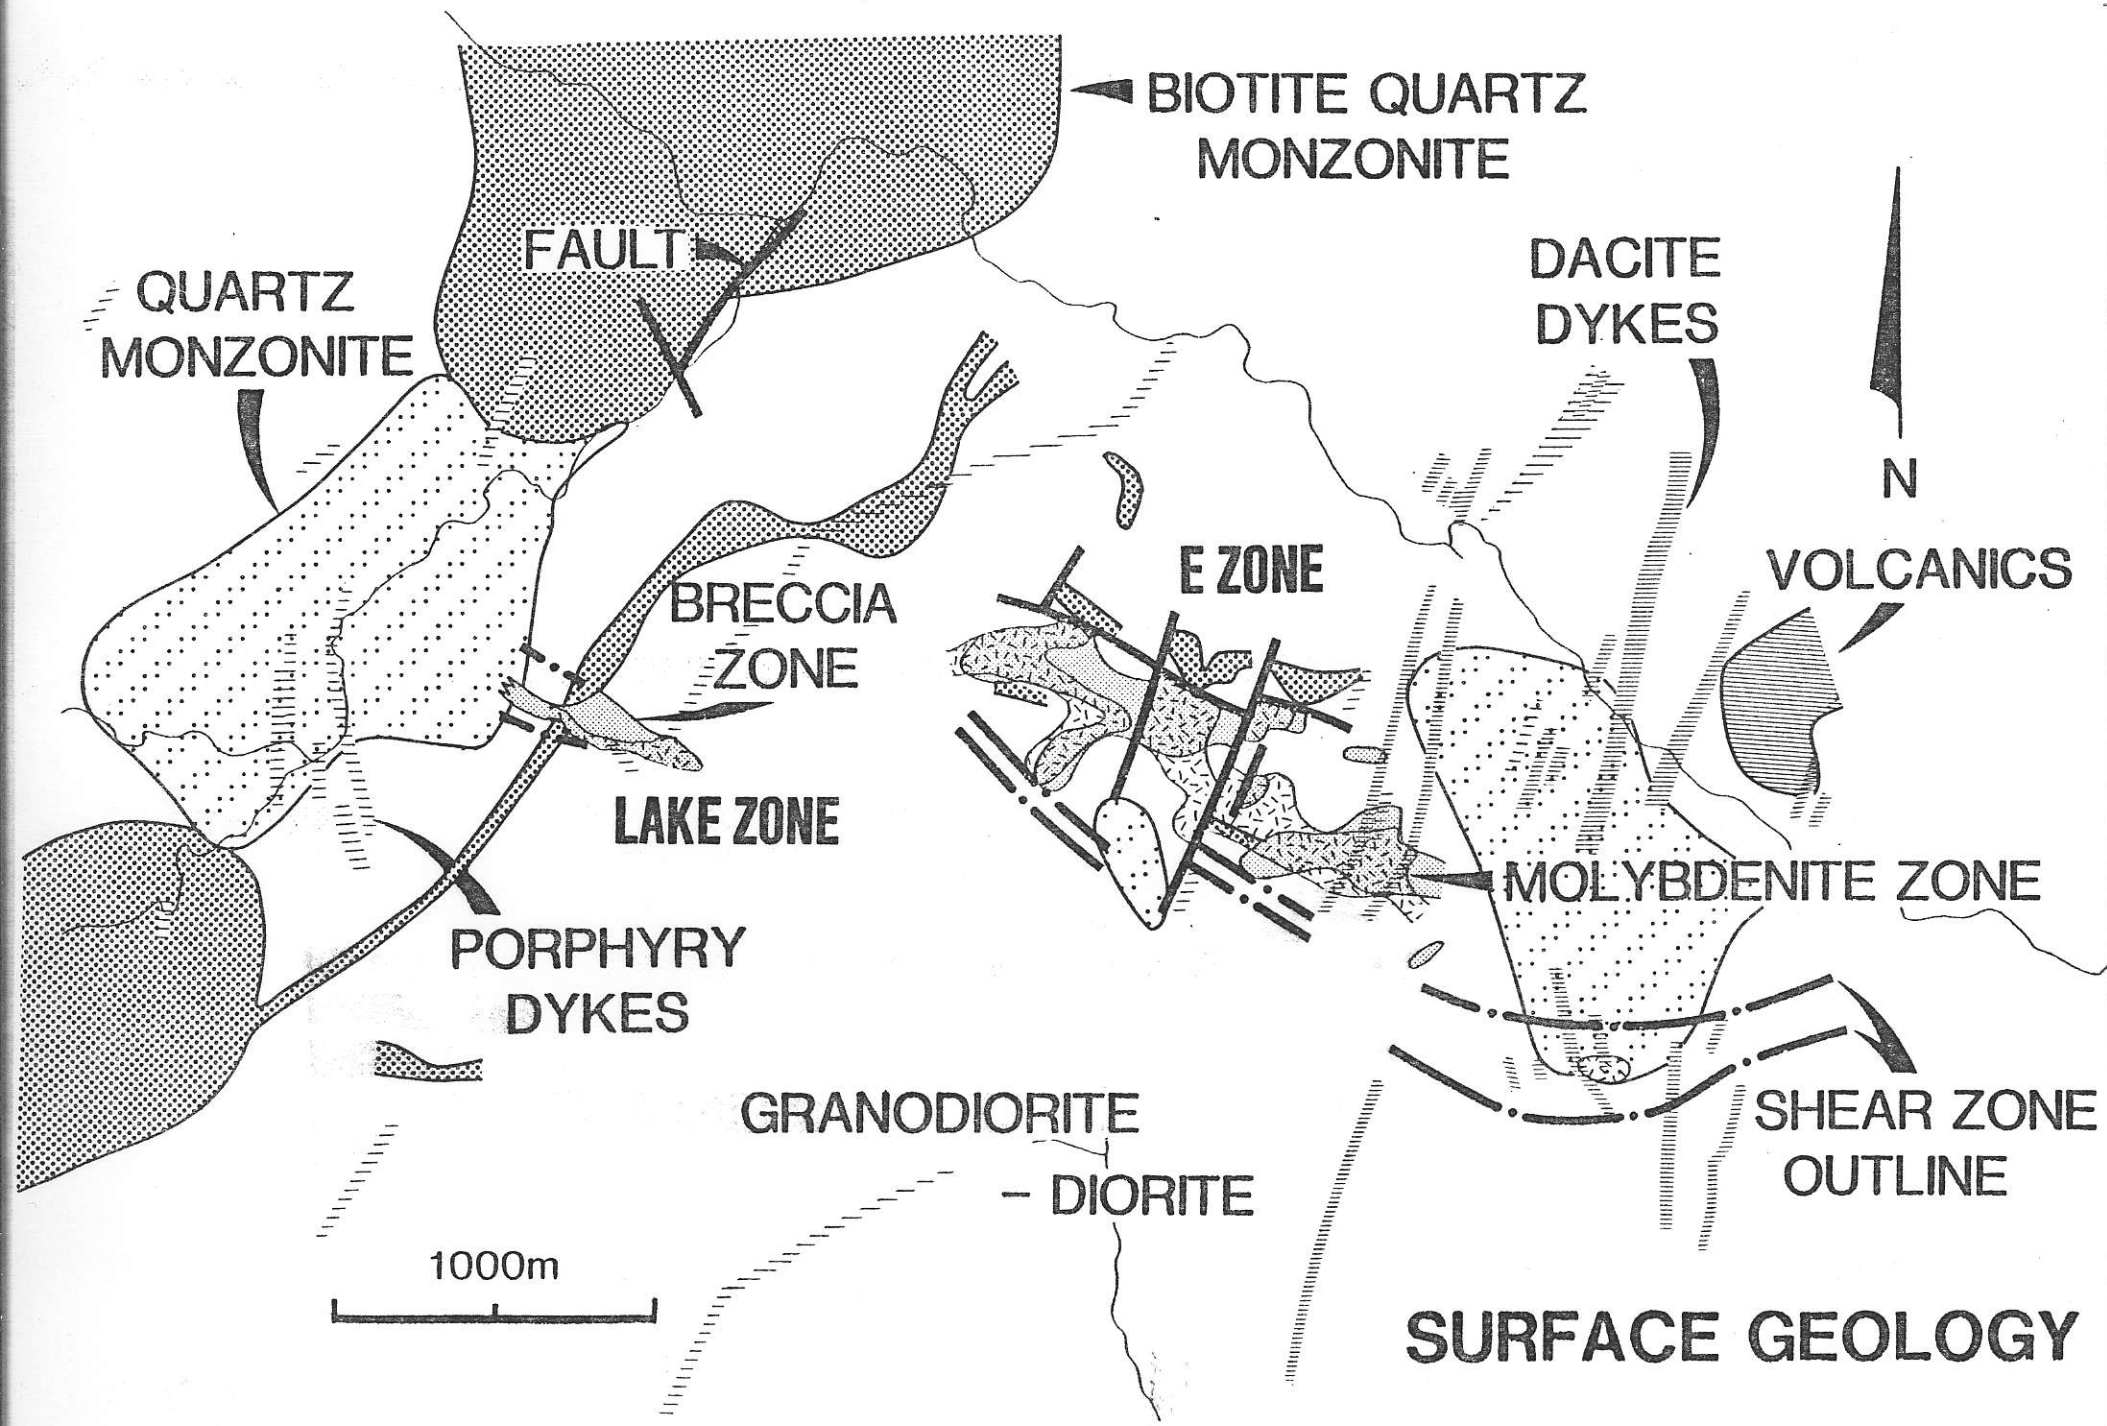 BIOTITE QUARTZ
MONZONITE
FAULT
QUARTZ
MONZONITE
DACITE
DYKES
N
E ZONE
VOLCANICS
BRECCIA
ZONE
LAKE ZONE
MOLYBDENITE ZONE
PORPHYRY
DYKES
GRANODIORITE
– DIORITE
SHEAR ZONE
OUTLINE
1000m
SURFACE GEOLOGY